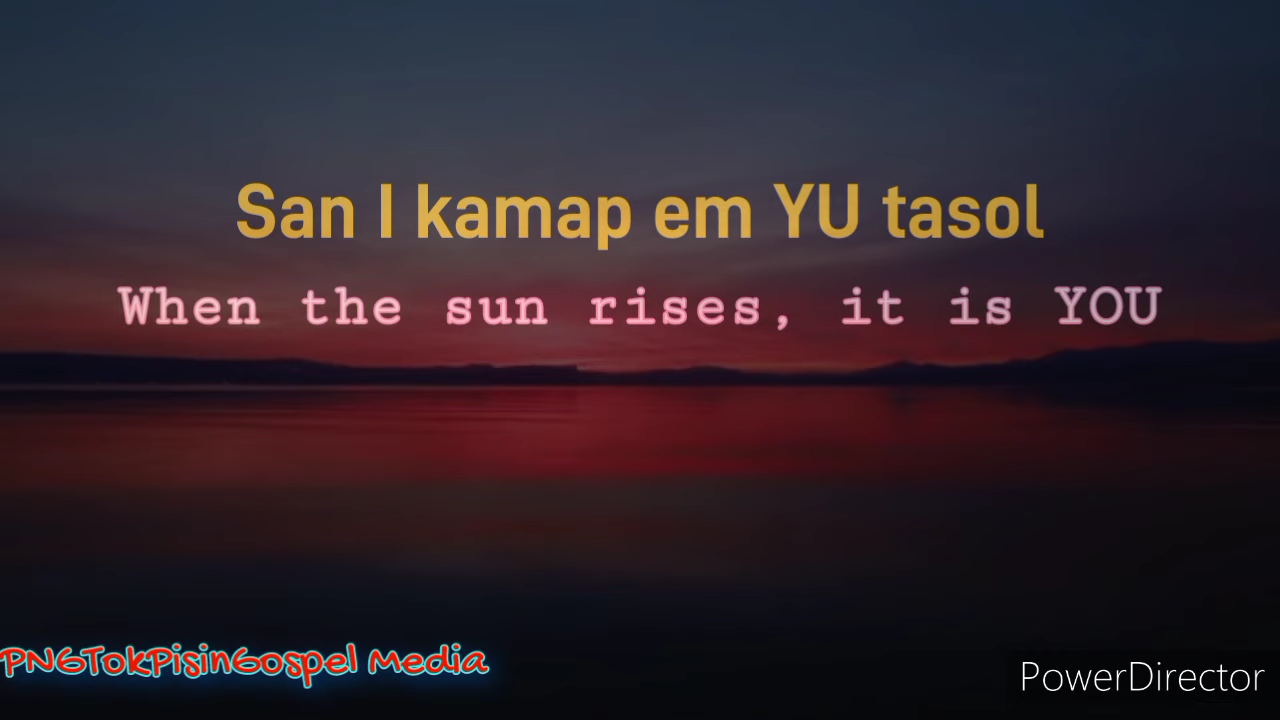 San I kamap em YU tasol
When the sun rises, it is YOU
PNGTokPisinGospel Media
PowerDirector